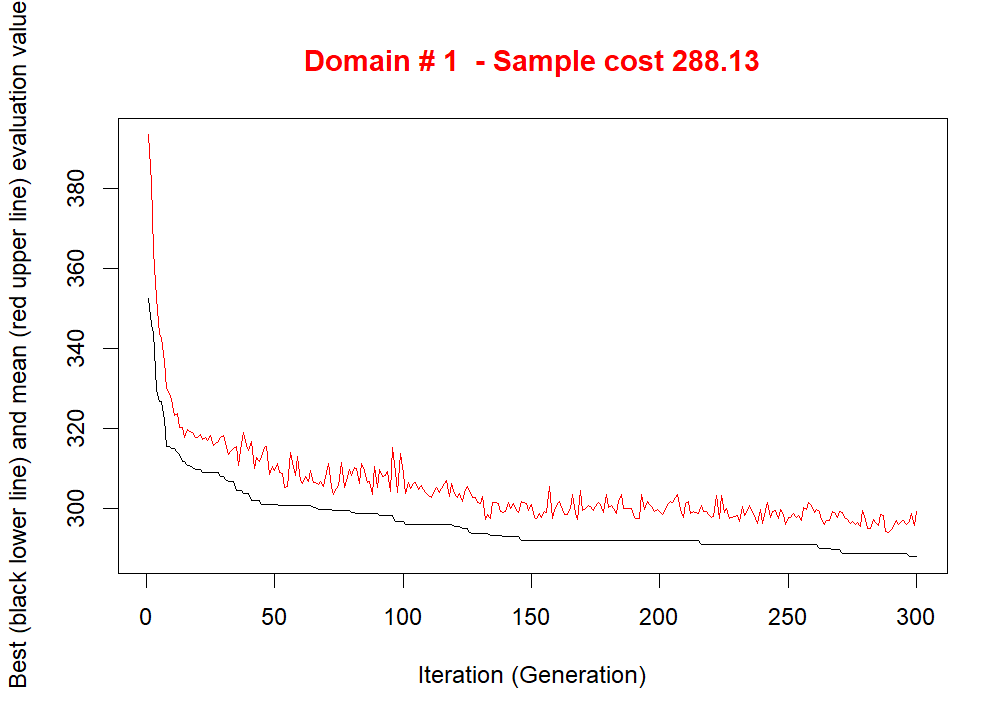 Domain # 1  - Sample cost 288.13
Best (black lower line) and mean (red upper line) evaluation value
380
360
340
320
300
0 50 100 150 200 250 300
Iteration (Generation)